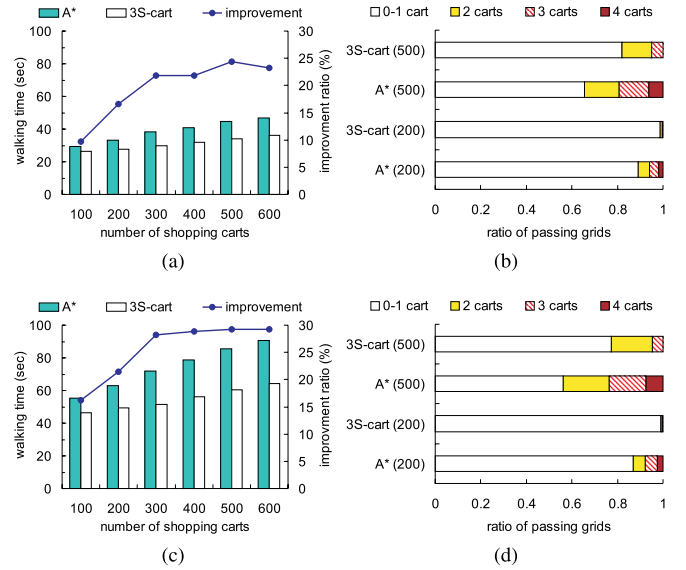 A* 3S-cart improvement
100 30
80 25
60 20
15
40
10
20
5
0 0
100 200 300 400 500 600
number of shopping carts
walking time (sec)
improvement ratio (%)
(a)
0-1 cart 2 carts 3 carts 4 carts
3S-cart (500)
A* (500)
3S-cart (200)
A* (200)
0 0.2 0.4 0.6 0.8 1
ratio of passing grids
(b)
A* 3S-cart improvement
100 30
80 25
60 20
15
40
10
20
5
0 0
100 200 300 400 500 600
number of shopping carts
walking time (sec)
improvment ratio (%)
(c)
0-1 cart 2 carts 3 carts 4 carts
3S-cart (500)
A* (500)
3S-cart (200)
A* (200)
0 0.2 0.4 0.6 0.8 1
ratio of passing grids
(d)